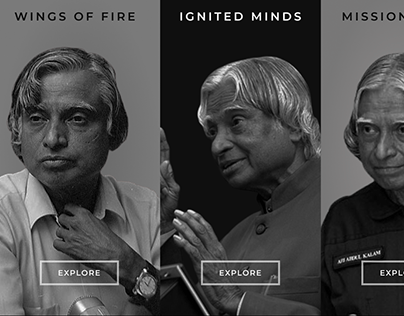 WINGS OF FIRE
IGNITED MINDS
MISSION
APJ ABDUL KALAM
EXPLORE
EXPLORE
EXPLO